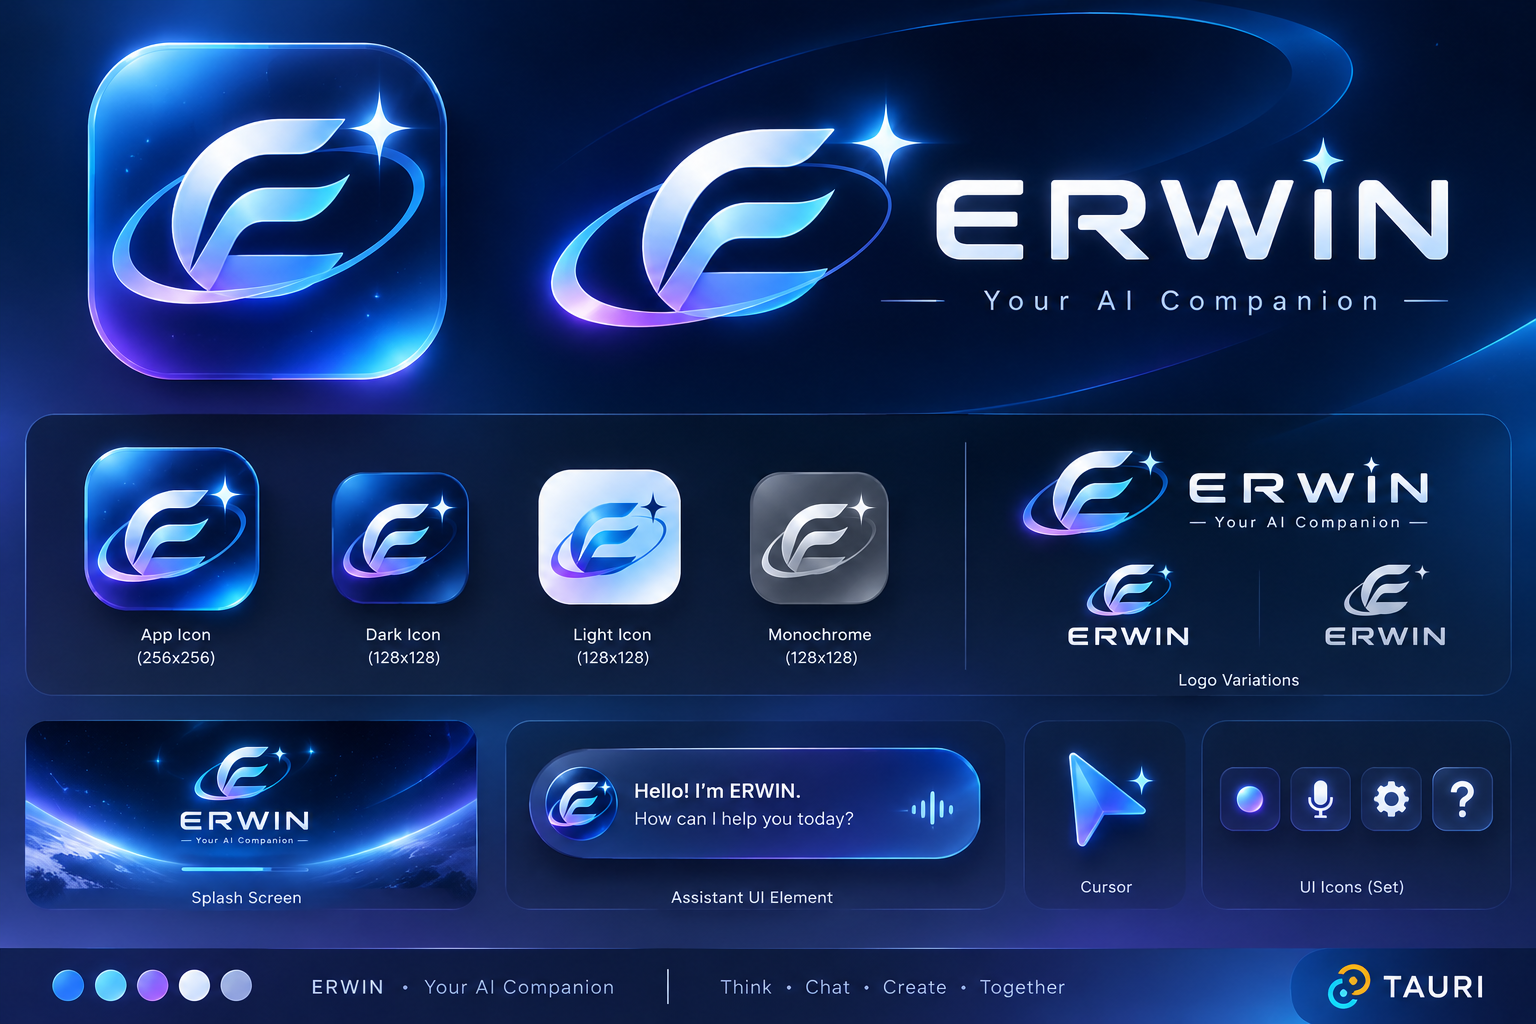 ERWiN
— Your AI Companion —
App Icon
(256x256)
Dark Icon
(128x128)
Light Icon
(128x128)
Monochrome
(128x128)
ERWiN
— Your AI Companion —
ERWIN
ERWIN
Logo Variations
ERWIN
— Your AI Companion —
Splash Screen
Hello! I'm ERWIN.
How can I help you today?
Assistant UI Element
Cursor
?
UI Icons (Set)
ERWIN • Your AI Companion
Think • Chat • Create • Together
TAURI